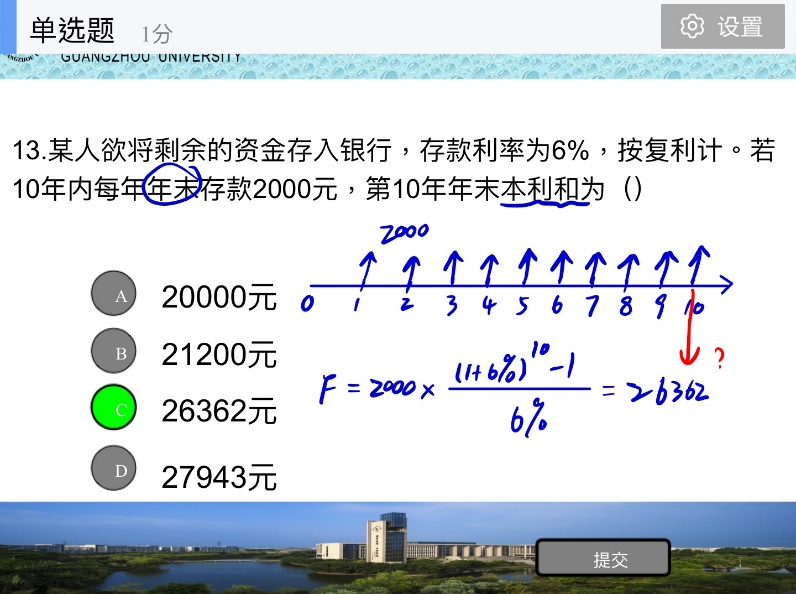 单选题 1分
设置
GUANGZHOU UNIVERSITY
13.某人欲将剩余的资金存入银行，存款利率为6%，按复利计。若
10年内每年年末存款2000元，第10年年末本利和为（）
2000
A 20000元
0 1 2 3 4 5 6 7 8 9 10
B 21200元
?
F = 2000 × ((1+6%)^10 - 1) / 6% = 26362
C 26362元
D 27943元
提交